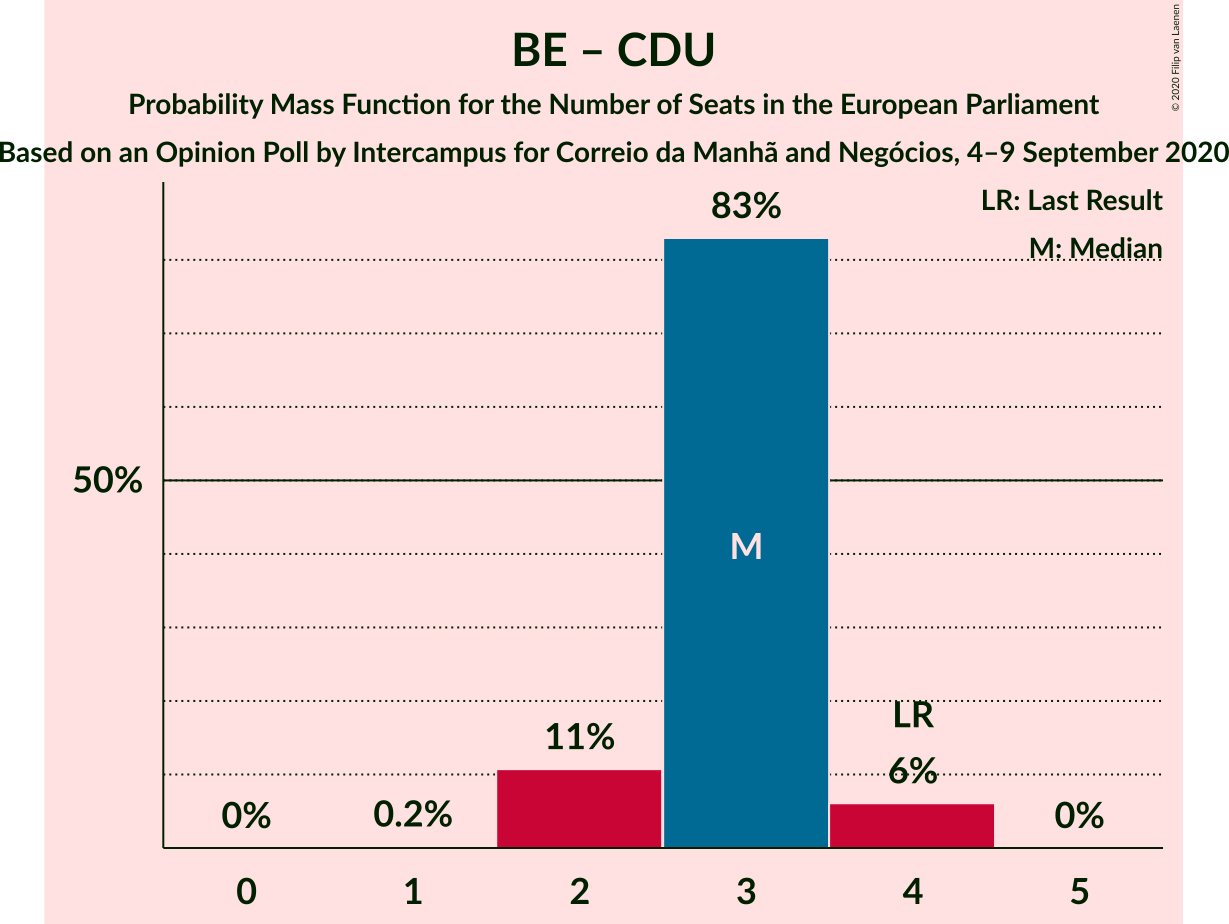 BE – CDU
Probability Mass Function for the Number of Seats in the European Parliament
Based on an Opinion Poll by Intercampus for Correio da Manhã and Negócios, 4–9 September 2020
© 2020 Filip van Laenen
LR: Last Result
M: Median
83%
50%
M
LR
11%
6%
0%
0.2%
0%
0
1
2
3
4
5